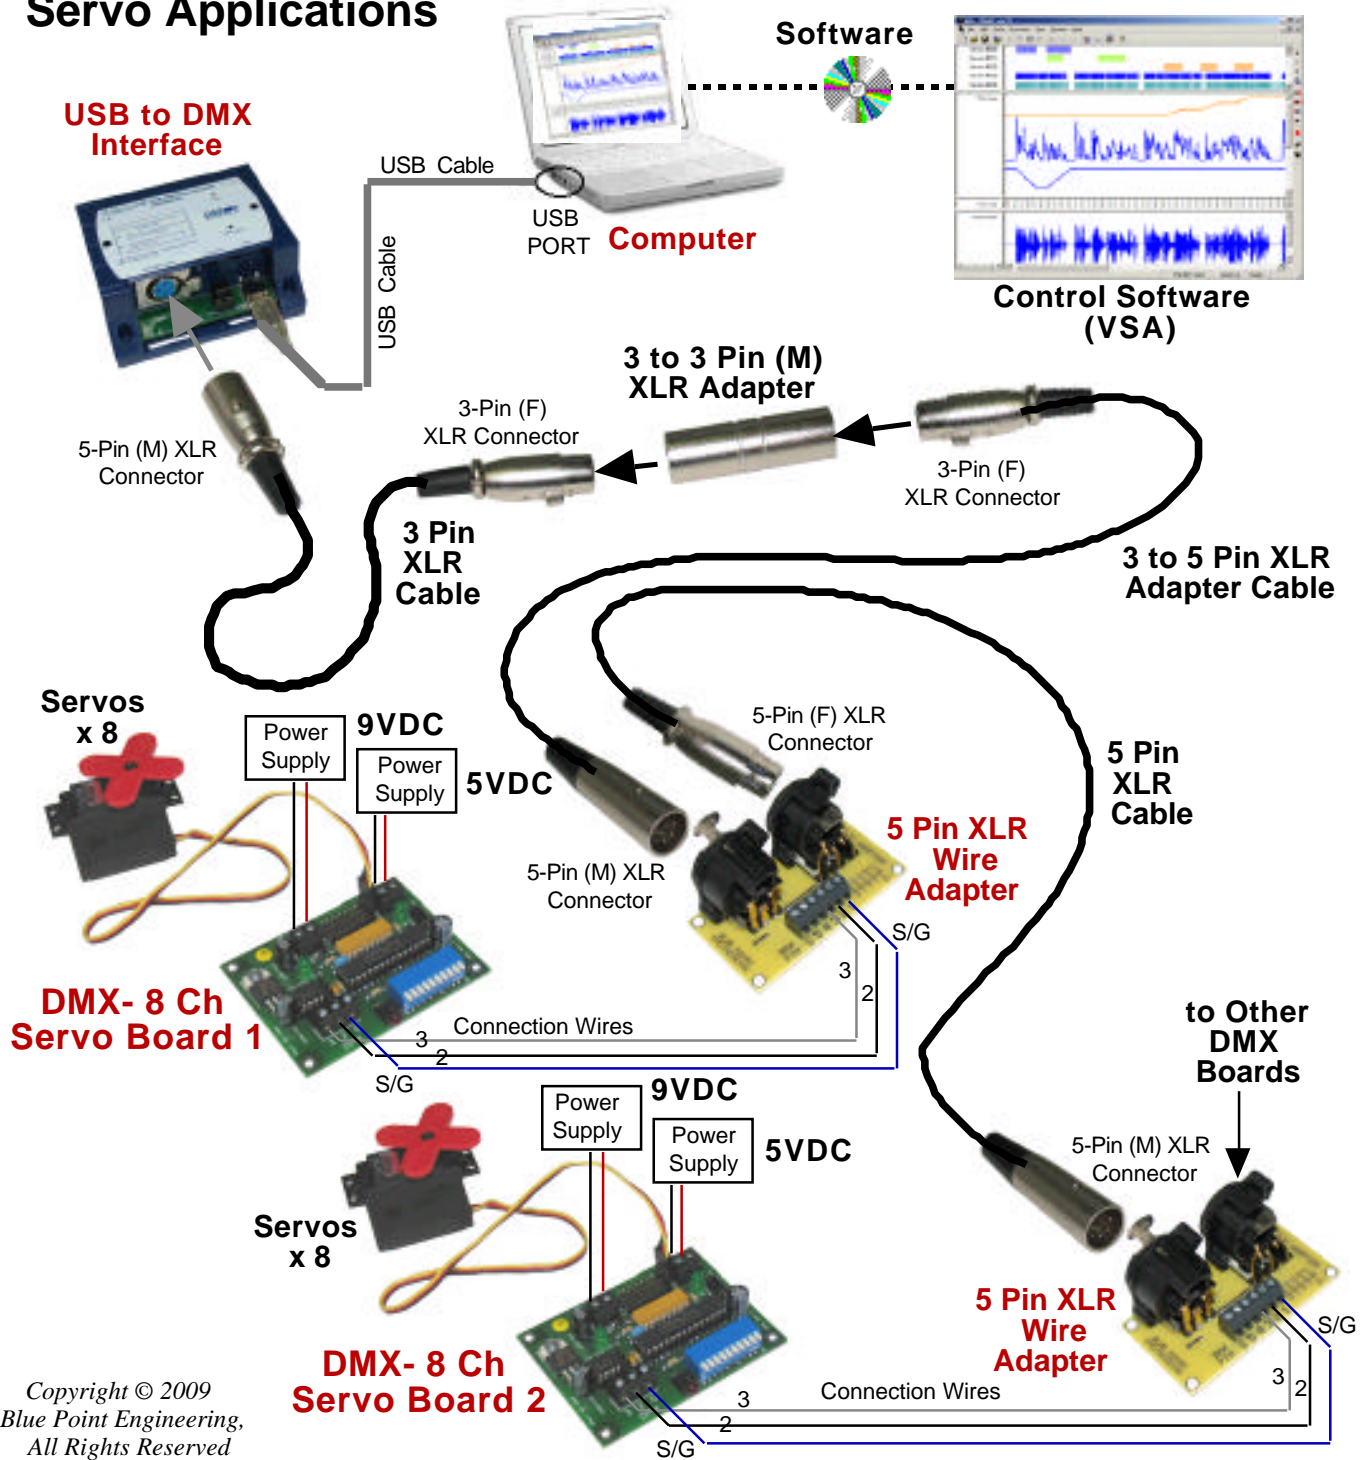 Servo Applications
Software
USB to DMX
Interface
USB Cable
USB Cable
USB
PORT
Computer
Control Software
(VSA)
3 to 3 Pin (M)
XLR Adapter
3-Pin (F)
XLR Connector
5-Pin (M) XLR
Connector
3-Pin (F)
XLR Connector
3 Pin
XLR
Cable
3 to 5 Pin XLR
Adapter Cable
Servos
x 8
Power
Supply
9VDC
Power
Supply
5VDC
5-Pin (F) XLR
Connector
5 Pin
XLR
Cable
5 Pin XLR
Wire
Adapter
5-Pin (M) XLR
Connector
S/G
3
2
DMX- 8 Ch
Servo Board 1
Connection Wires
3
2
S/G
to Other
DMX
Boards
Power
Supply
9VDC
Power
Supply
5VDC
5-Pin (M) XLR
Connector
Servos
x 8
5 Pin XLR
Wire
Adapter
S/G
3
2
DMX- 8 Ch
Servo Board 2
Connection Wires
3
2
S/G
Copyright © 2009
Blue Point Engineering,
All Rights Reserved